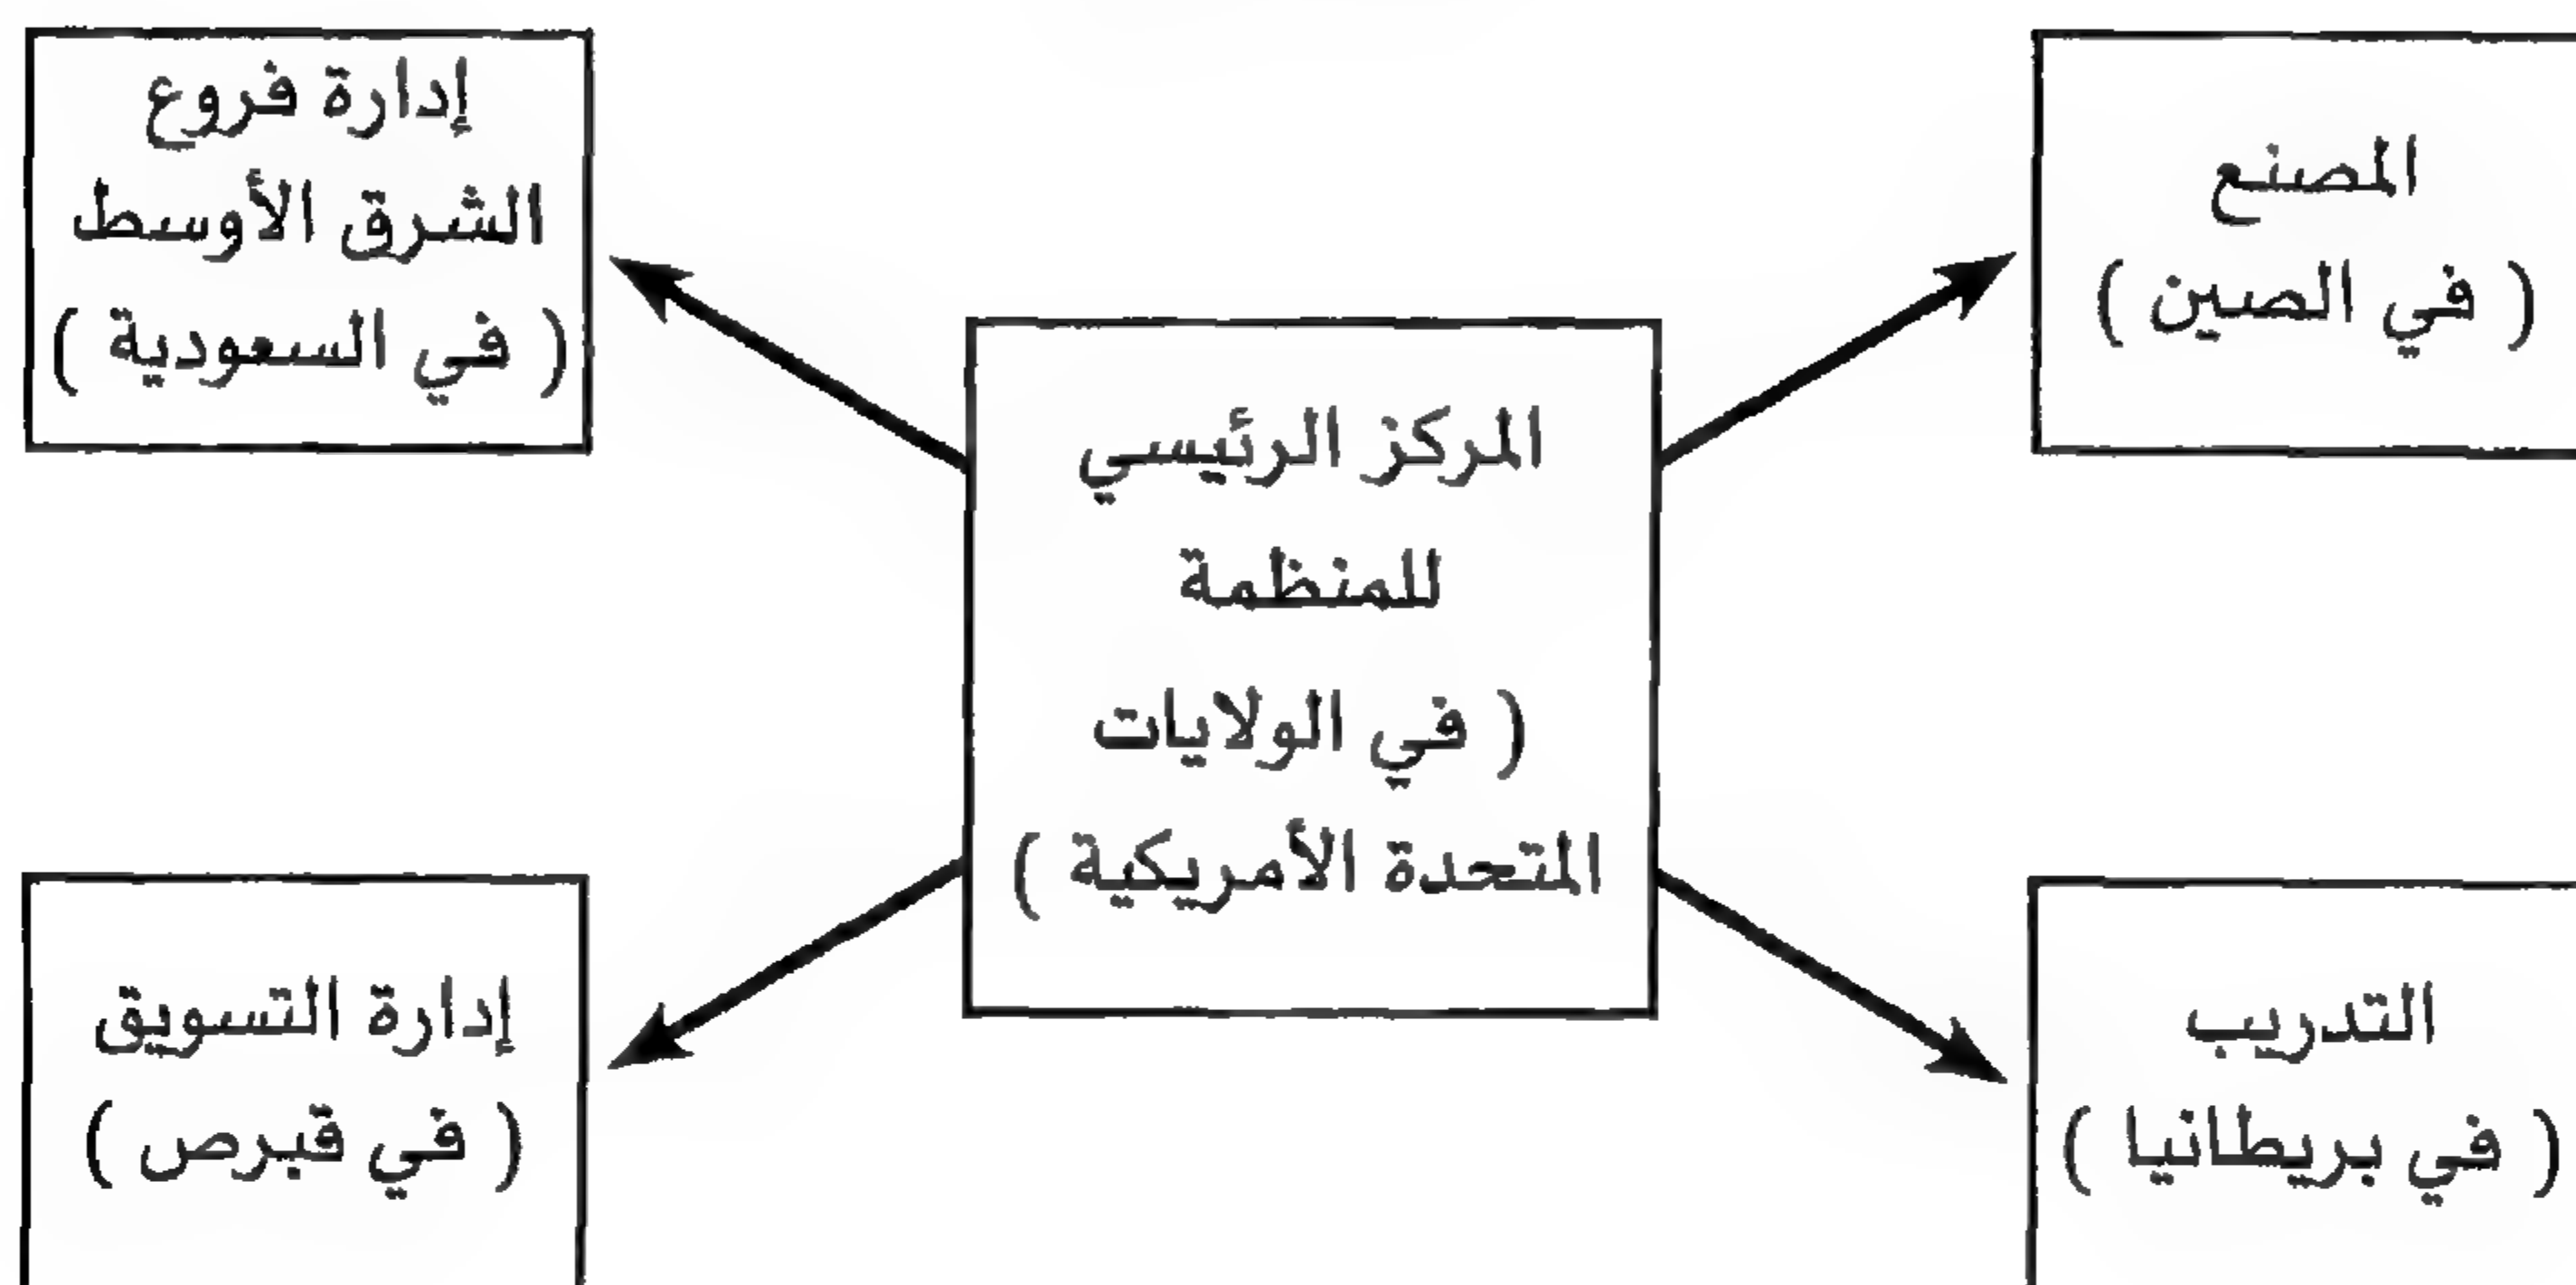 المصنع
( في الصين )
إدارة فروع
الشرق الأوسط
( في السعودية )
المركز الرئيسي
للمنظمة
( في الولايات
المتحدة الأمريكية )
التدريب
( في بريطانيا )
إدارة التسويق
( في قبرص )